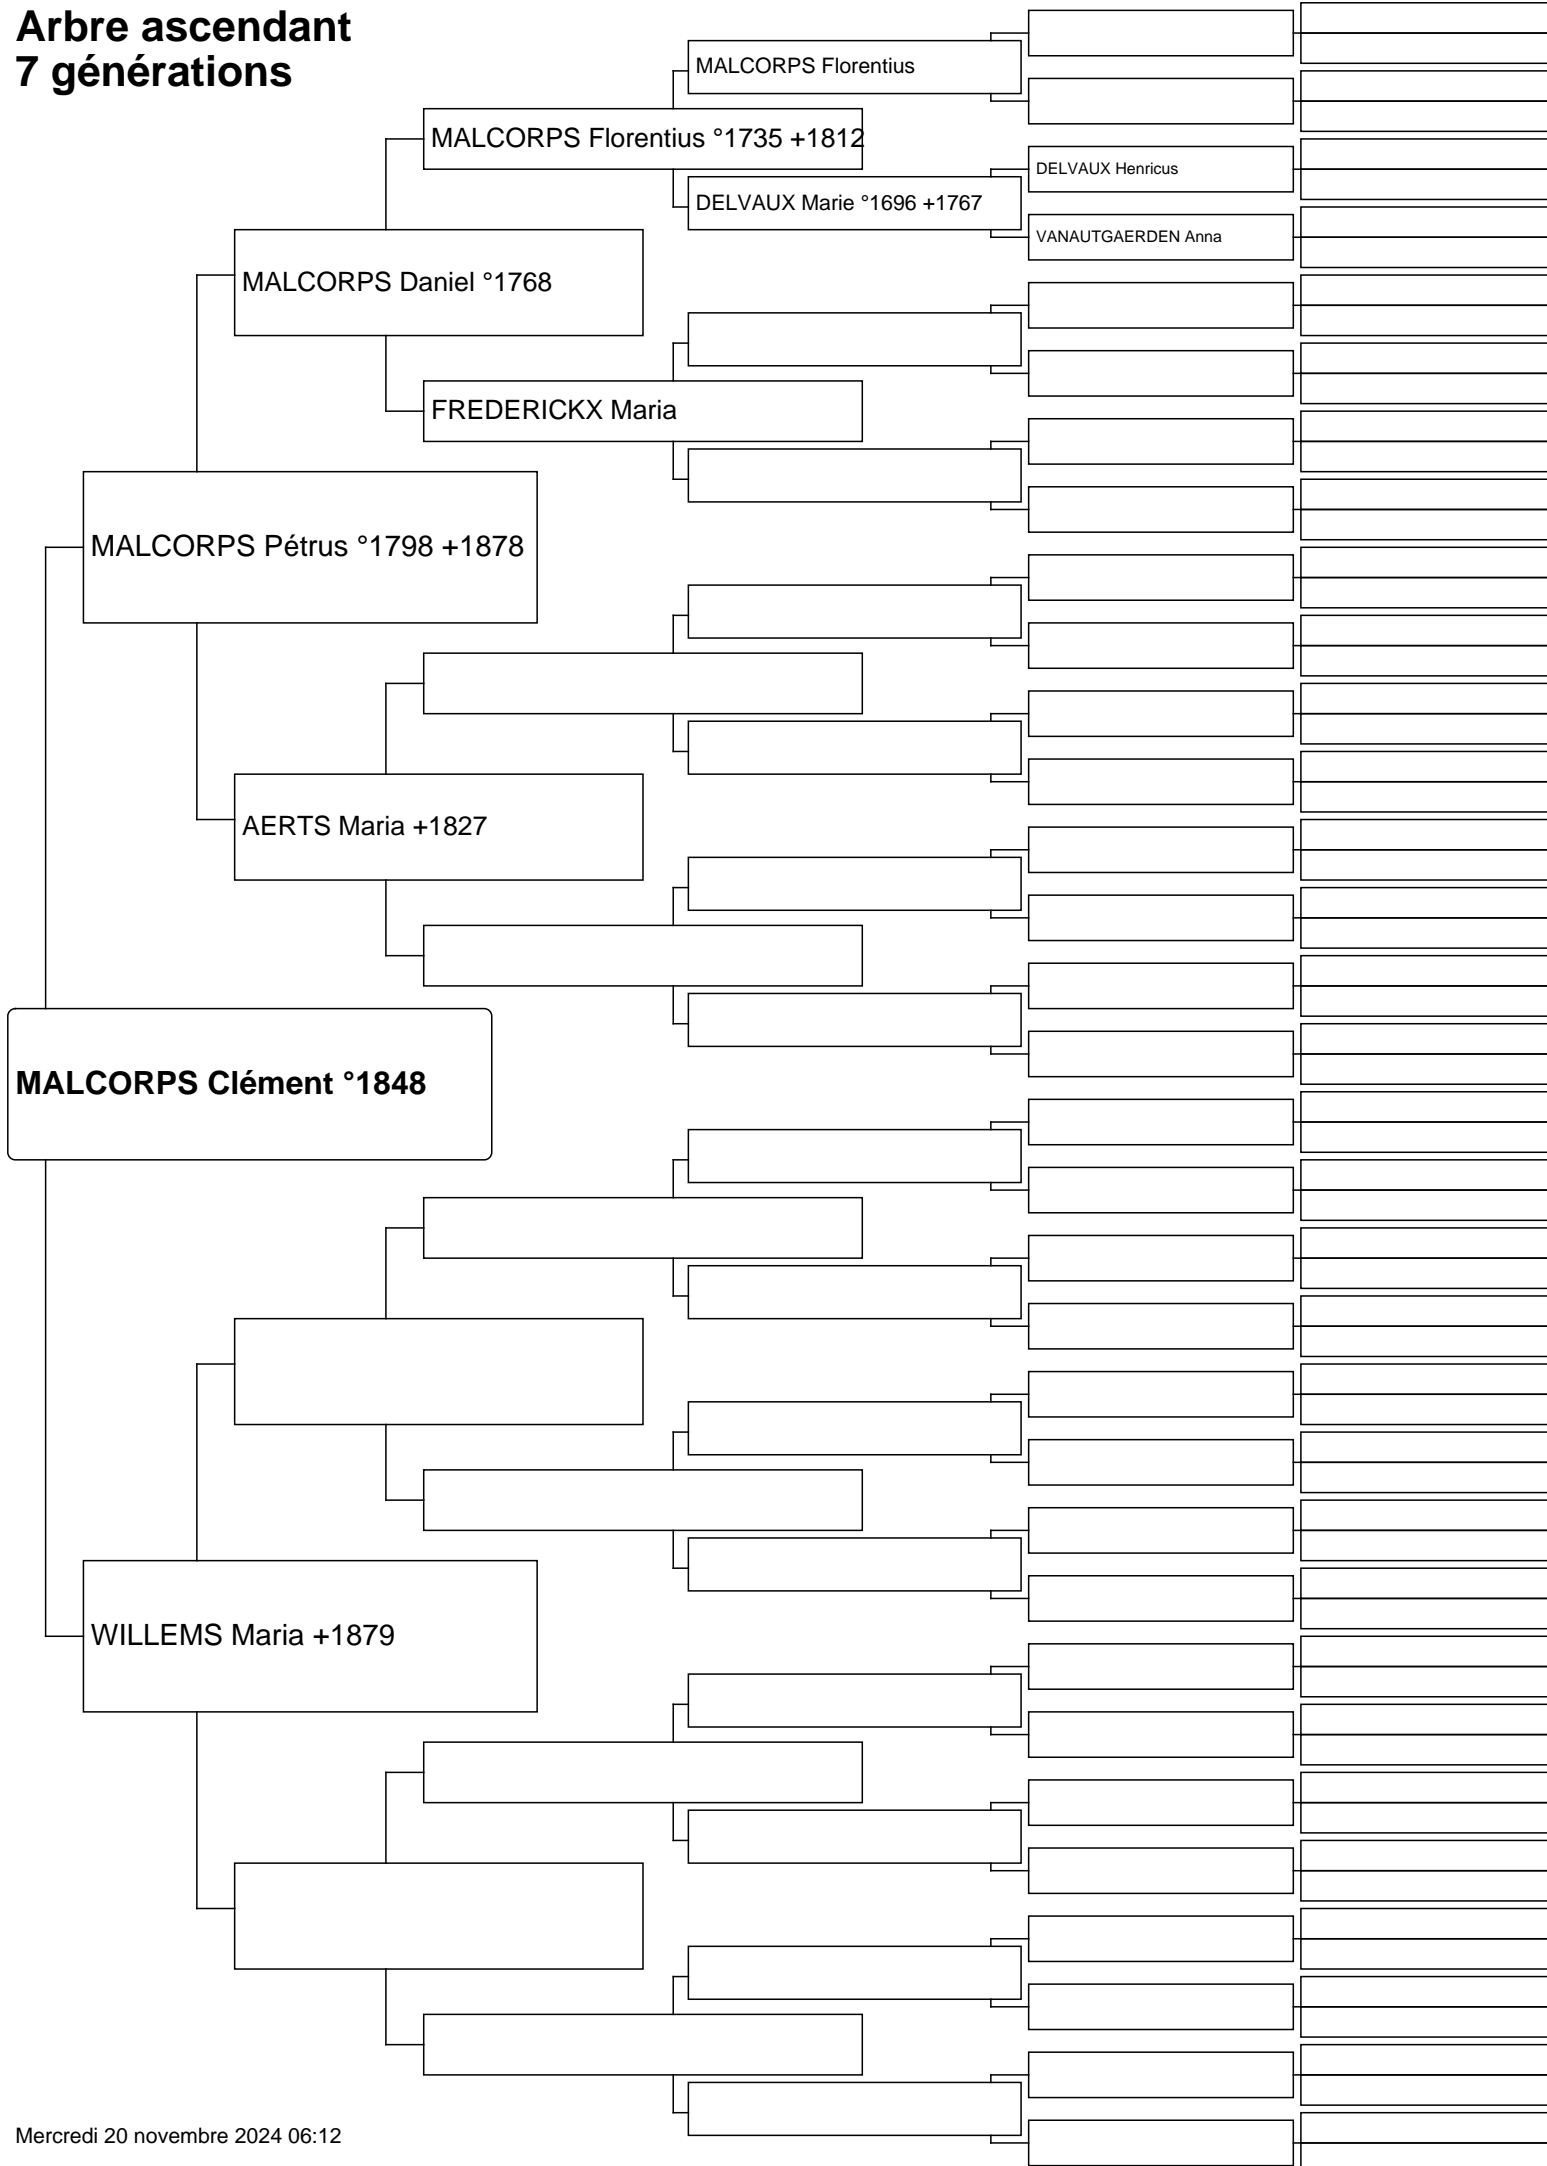 Arbre ascendant
7 générations
MALCORPS Florentius
MALCORPS Florentius °1735 +1812
DELVAUX Henricus
DELVAUX Marie °1696 +1767
VANAUTGAERDEN Anna
MALCORPS Daniel °1768
FREDERICKX Maria
MALCORPS Pétrus °1798 +1878
AERTS Maria +1827
MALCORPS Clément °1848
WILLEMS Maria +1879
Mercredi 20 novembre 2024 06:12